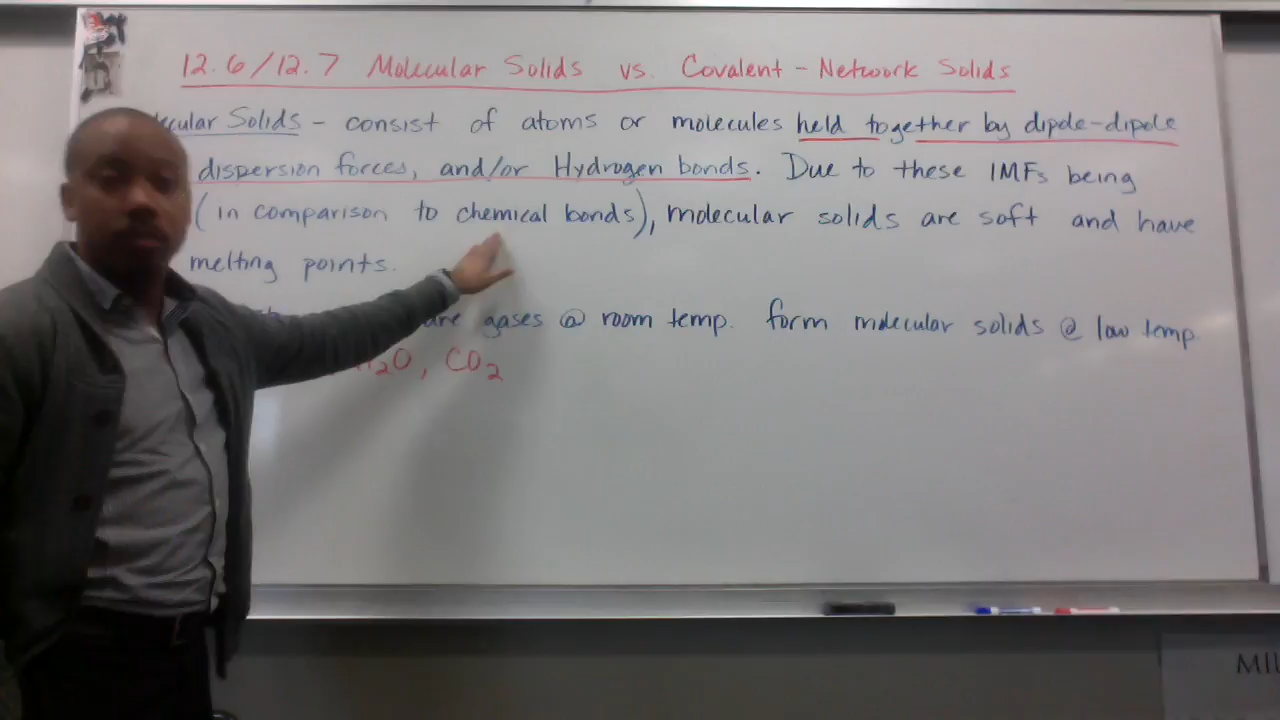 12.6/12.7 Molecular Solids vs. Covalent-Network Solids
Solids - consist of atoms or molecules held together by dipole-dipole
dispersion forces, and/or Hydrogen bonds. Due to these IMFs being
(in comparison to chemical bonds), molecular solids are soft and have
melting points.
are gases @ room temp. form molecular solids @ low temp.
H2O, CO2
MI